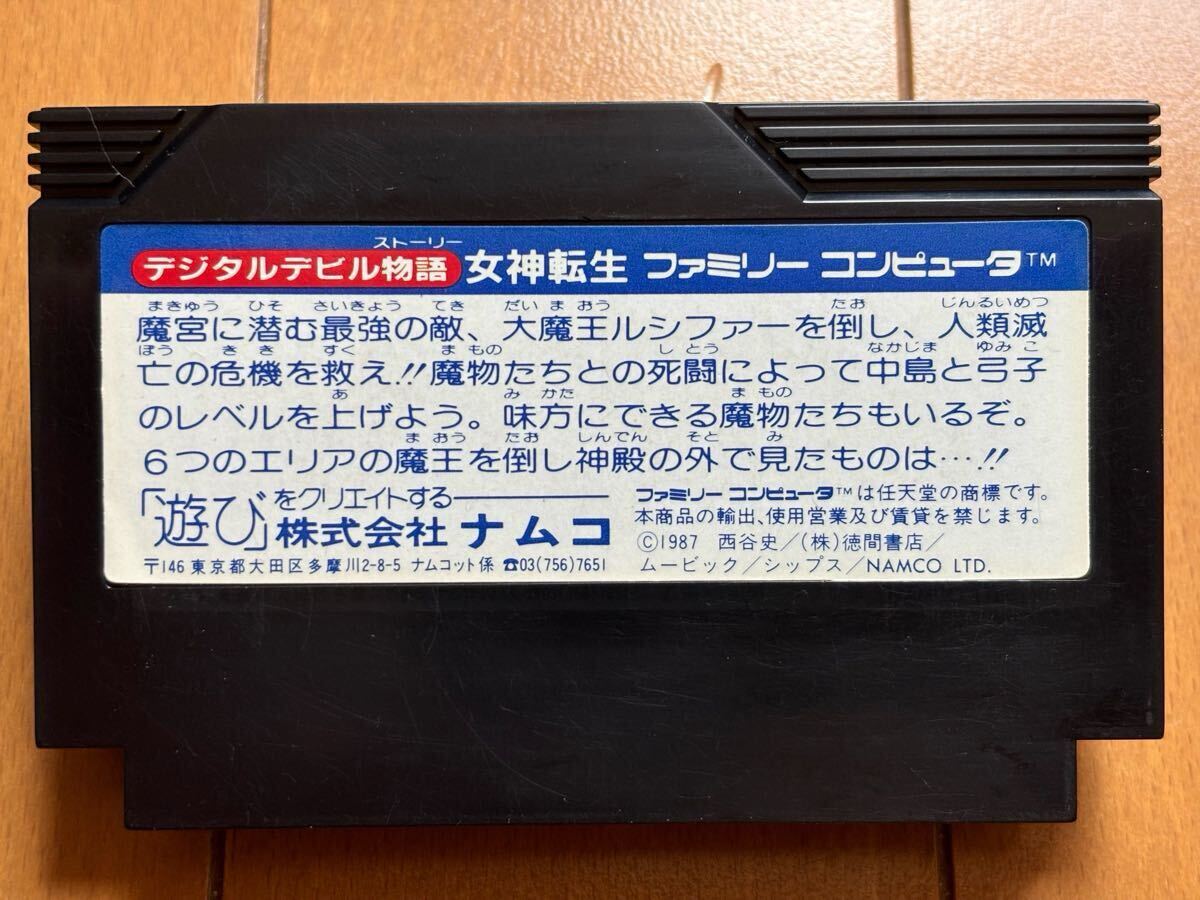 ストーリー
デジタルデビル物語 女神転生 ファミリー コンピュータ™
まきゅう ひそ さいきょう てき だい ま おう たお じんるいめつ
魔宮に潜む最強の敵、大魔王ルシファーを倒し、人類滅
ぼう き き すく ま もの し とう なかじま ゆみ こ
亡の危機を救え!!魔物たちとの死闘によって中島と弓子
あ み かた ま もの
のレベルを上げよう。味方にできる魔物たちもいるぞ。
ま おう たお しんでん そと み
6つのエリアの魔王を倒し神殿の外で見たものは…!!
「遊び」をクリエイトする
株式会社 ナムコ
〒146 東京都大田区多摩川2-8-5 ナムコット係 ☎03(756)7651
ファミリー コンピュータ™は任天堂の商標です。
本商品の輸出、使用営業及び賃貸を禁じます。
©1987 西谷史/(株)徳間書店/
ムービック/シップス/NAMCO LTD.